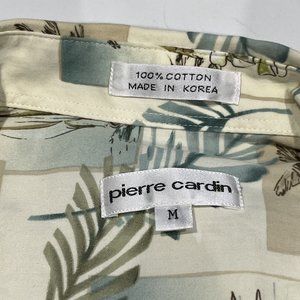 100% COTTON
MADE IN KOREA
pierre cardin
M